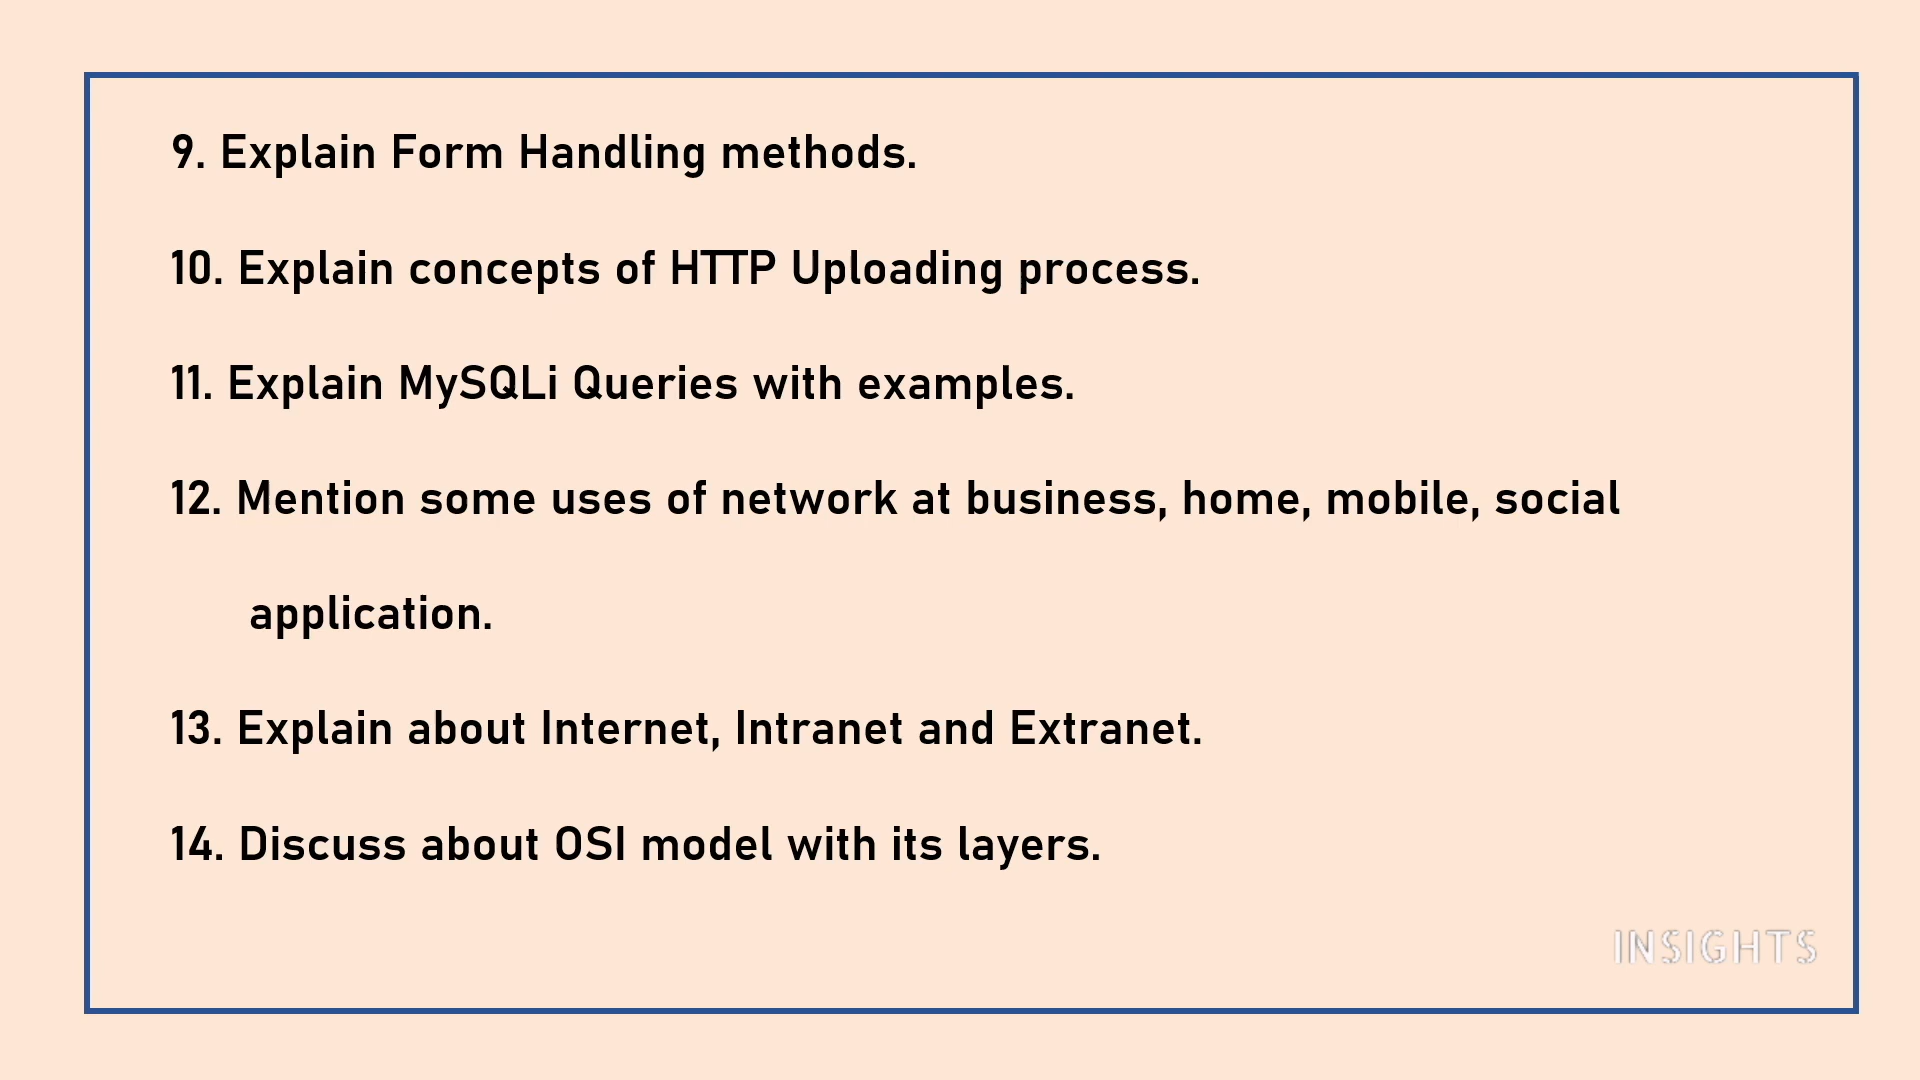 9. Explain Form Handling methods.
10. Explain concepts of HTTP Uploading process.
11. Explain MySQLi Queries with examples.
12. Mention some uses of network at business, home, mobile, social
application.
13. Explain about Internet, Intranet and Extranet.
14. Discuss about OSI model with its layers.
INSIGHTS